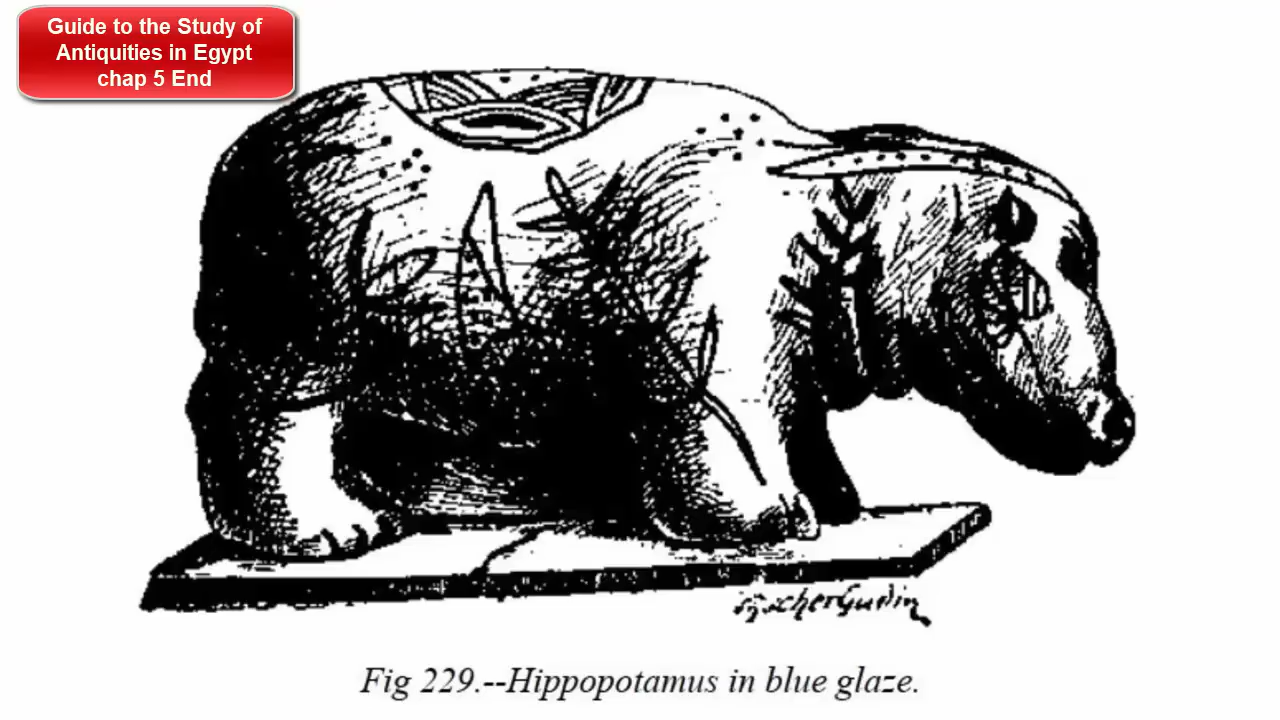 Guide to the Study of
Antiquities in Egypt
chap 5 End
Fig 229.--Hippopotamus in blue glaze.